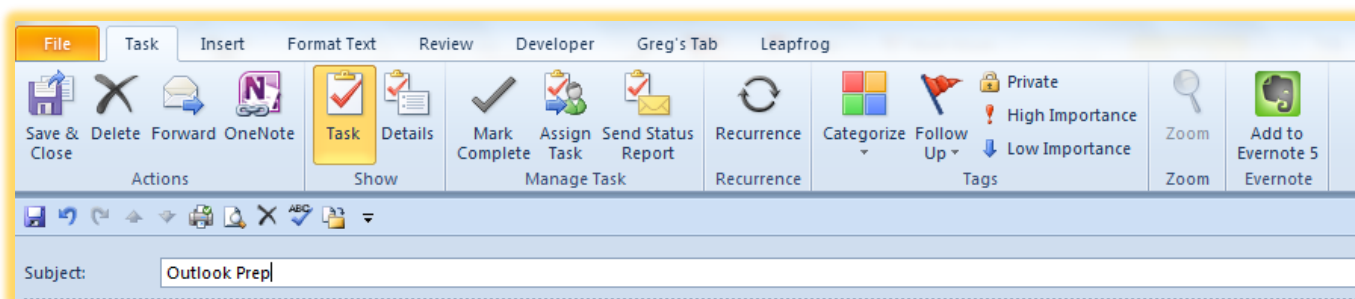 File Task Insert Format Text Review Developer Greg's Tab Leapfrog
Save & Close Delete Forward OneNote Task Details Mark Complete Assign Task Send Status Report Recurrence Categorize Follow Up Private Zoom Add to Evernote 5
High Importance
Low Importance
Actions Show Manage Task Recurrence Tags Zoom Evernote
ABC
Subject: Outlook Prep